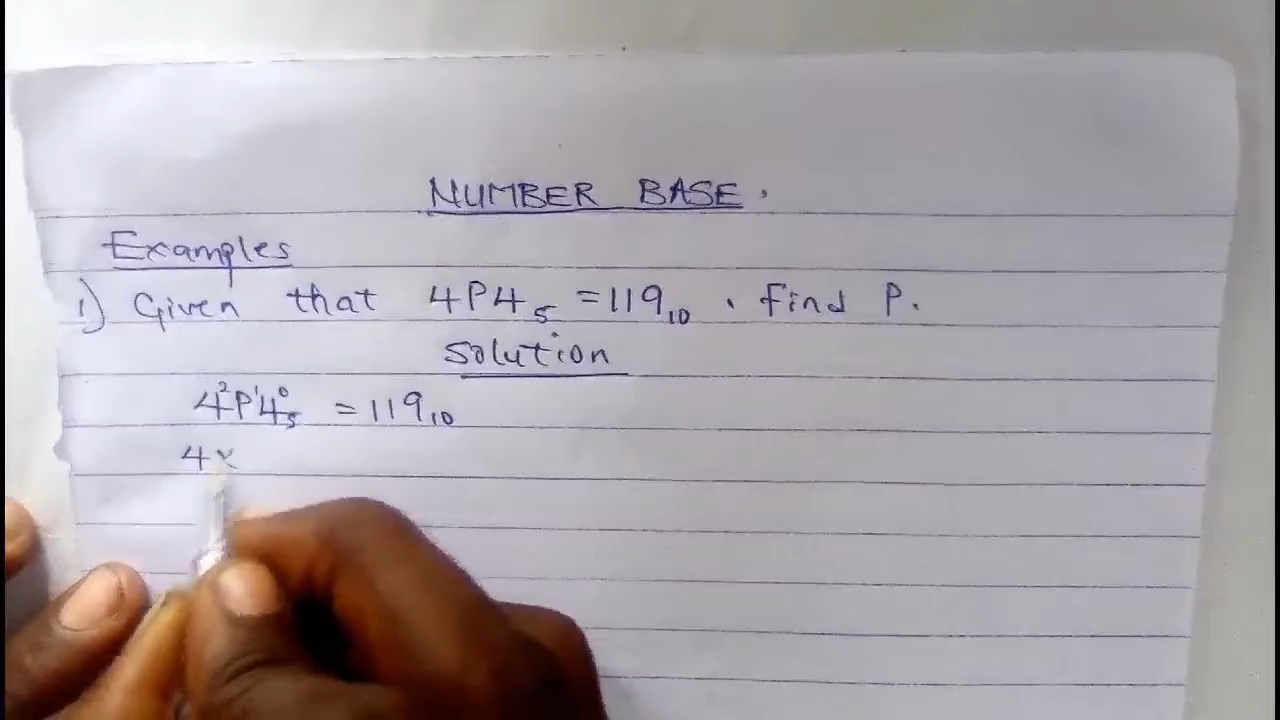 NUMBER BASE.
Examples
1) Given that 4P4₅ = 119₁₀. Find P.
Solution
4²P¹4⁰₅ = 119₁₀
4 ×